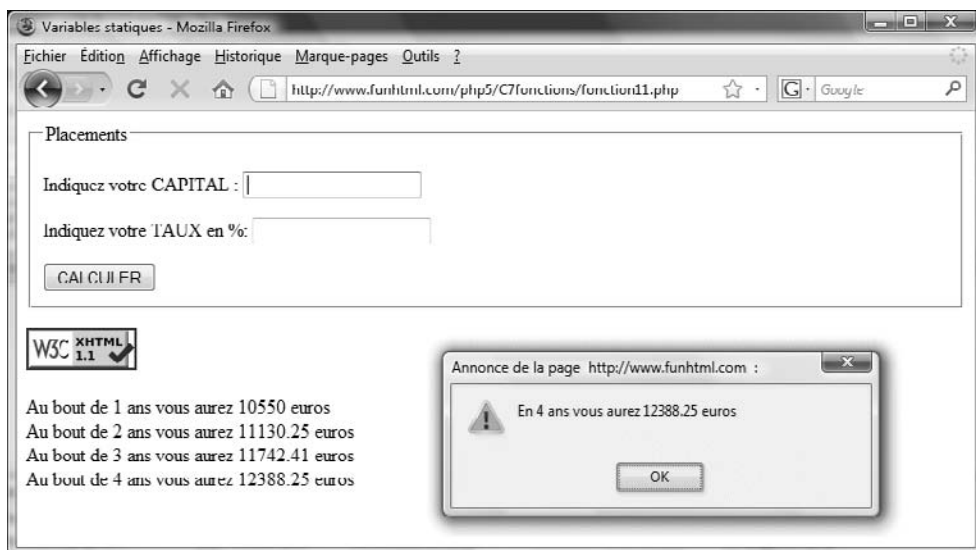 Variables statiques - Mozilla Firefox
Fichier Édition Affichage Historique Marque-pages Outils ?
http://www.funhtml.com/php5/C7fonctions/fonction11.php
G Google
Placements
Indiquez votre CAPITAL :
Indiquez votre TAUX en %:
CALCULER
W3C XHTML 1.1
Au bout de 1 ans vous aurez 10550 euros
Au bout de 2 ans vous aurez 11130.25 euros
Au bout de 3 ans vous aurez 11742.41 euros
Au bout de 4 ans vous aurez 12388.25 euros
Annonce de la page http://www.funhtml.com :
En 4 ans vous aurez 12388.25 euros
OK